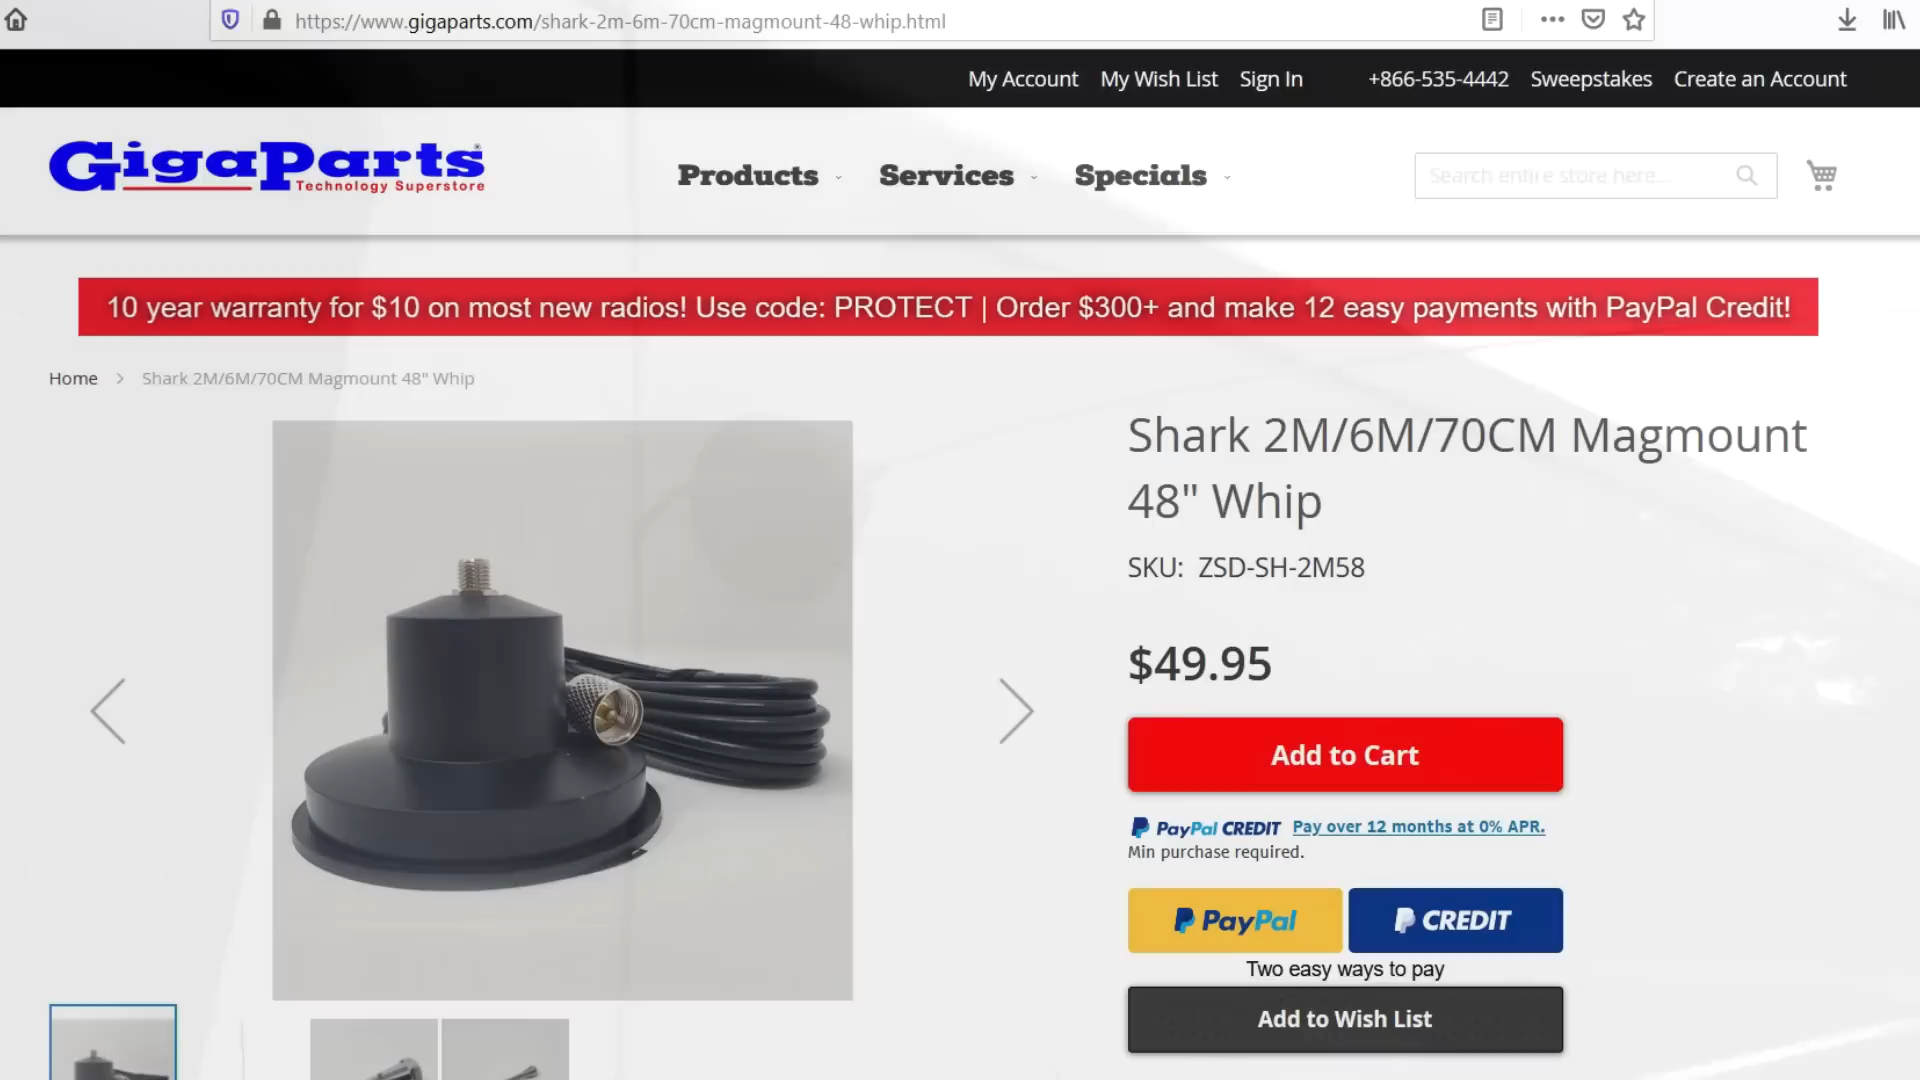 https://www.gigaparts.com/shark-2m-6m-70cm-magmount-48-whip.html
My Account My Wish List Sign In +866-535-4442 Sweepstakes Create an Account
GigaParts
Technology Superstore
Products Services Specials
Search entire store here...
10 year warranty for $10 on most new radios! Use code: PROTECT | Order $300+ and make 12 easy payments with PayPal Credit!
Home > Shark 2M/6M/70CM Magmount 48" Whip
Shark 2M/6M/70CM Magmount
48" Whip
SKU: ZSD-SH-2M58
$49.95
Add to Cart
PayPal CREDIT Pay over 12 months at 0% APR.
Min purchase required.
PayPal CREDIT
Two easy ways to pay
Add to Wish List